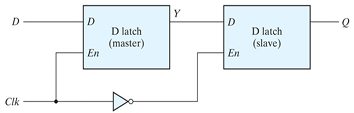 D
D
D latch
(master)
En
Y
D
D latch
(slave)
En
Q
Clk